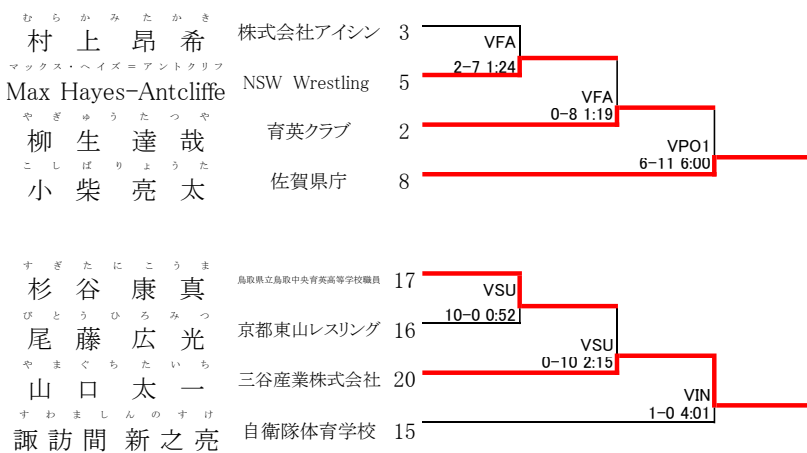 むらかみたかき
村上昂希 株式会社アイシン 3
VFA
2-7 1:24
マックス・ヘイズ=アントクリフ
Max Hayes-Antcliffe NSW Wrestling 5
VFA
0-8 1:19
やぎゅうたつや
柳生達哉 育英クラブ 2
VPO1
6-11 6:00
こしばりょうた
小柴亮太 佐賀県庁 8
すぎたにこうま
杉谷康真 鳥取県立鳥取中央育英高等学校職員 17
VSU
10-0 0:52
びとうひろみつ
尾藤広光 京都東山レスリング 16
VSU
0-10 2:15
やまぐちたいち
山口太一 三谷産業株式会社 20
VIN
1-0 4:01
すわましんのすけ
諏訪間新之亮 自衛隊体育学校 15